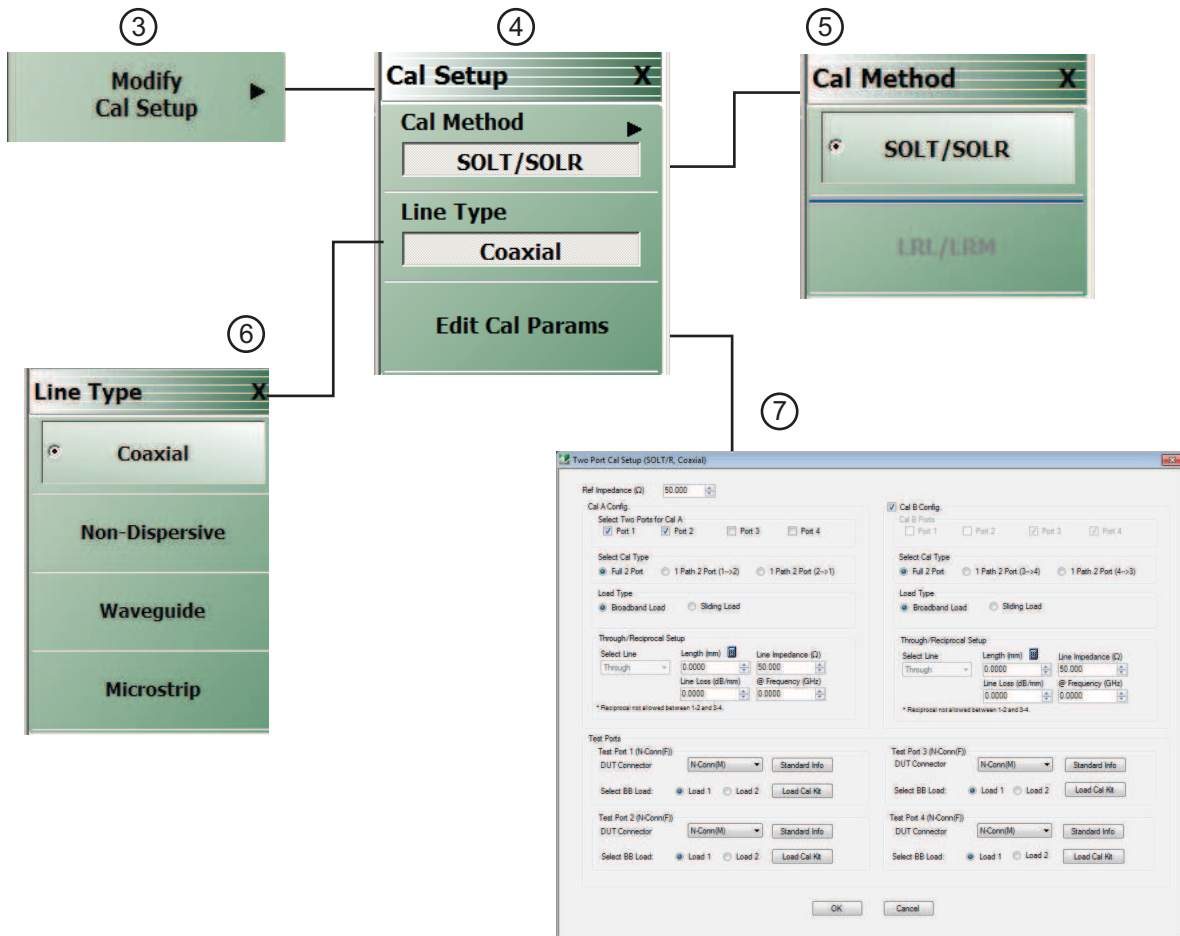 ③
Modify
Cal Setup
④
Cal Setup X
Cal Method
SOLT/SOLR
Line Type
Coaxial
Edit Cal Params
⑤
Cal Method X
SOLT/SOLR
LRL/LRM
⑥
Line Type X
Coaxial
Non-Dispersive
Waveguide
Microstrip
⑦
Two Port Cal Setup (SOLT/R, Coaxial)
Ref Impedance (Ω) 50.000
Cal A Config.
Select Two Ports for Cal A
Port 1 Port 2 Port 3 Port 4
Select Cal Type
Full 2 Port 1 Path 2 Port (1-->2) 1 Path 2 Port (2-->1)
Load Type
Broadband Load Sliding Load
Through/Reciprocal Setup
Select Line Length (mm) Line Impedance (Ω)
Through 0.0000 50.000
Line Loss (dB/mm) @ Frequency (GHz)
0.0000 0.0000
* Reciprocal not allowed between 1-2 and 3-4.
Cal B Config.
Cal B Ports
Port 1 Port 2 Port 3 Port 4
Select Cal Type
Full 2 Port 1 Path 2 Port (3-->4) 1 Path 2 Port (4-->3)
Load Type
Broadband Load Sliding Load
Through/Reciprocal Setup
Select Line Length (mm) Line Impedance (Ω)
Through 0.0000 50.000
Line Loss (dB/mm) @ Frequency (GHz)
0.0000 0.0000
* Reciprocal not allowed between 1-2 and 3-4.
Test Ports
Test Port 1 (N-Conn(F))
DUT Connector N-Conn(M) Standard Info
Select BB Load: Load 1 Load 2 Load Cal Kit
Test Port 3 (N-Conn(F))
DUT Connector N-Conn(M) Standard Info
Select BB Load: Load 1 Load 2 Load Cal Kit
Test Port 2 (N-Conn(F))
DUT Connector N-Conn(M) Standard Info
Select BB Load: Load 1 Load 2 Load Cal Kit
Test Port 4 (N-Conn(F))
DUT Connector N-Conn(M) Standard Info
Select BB Load: Load 1 Load 2 Load Cal Kit
OK Cancel